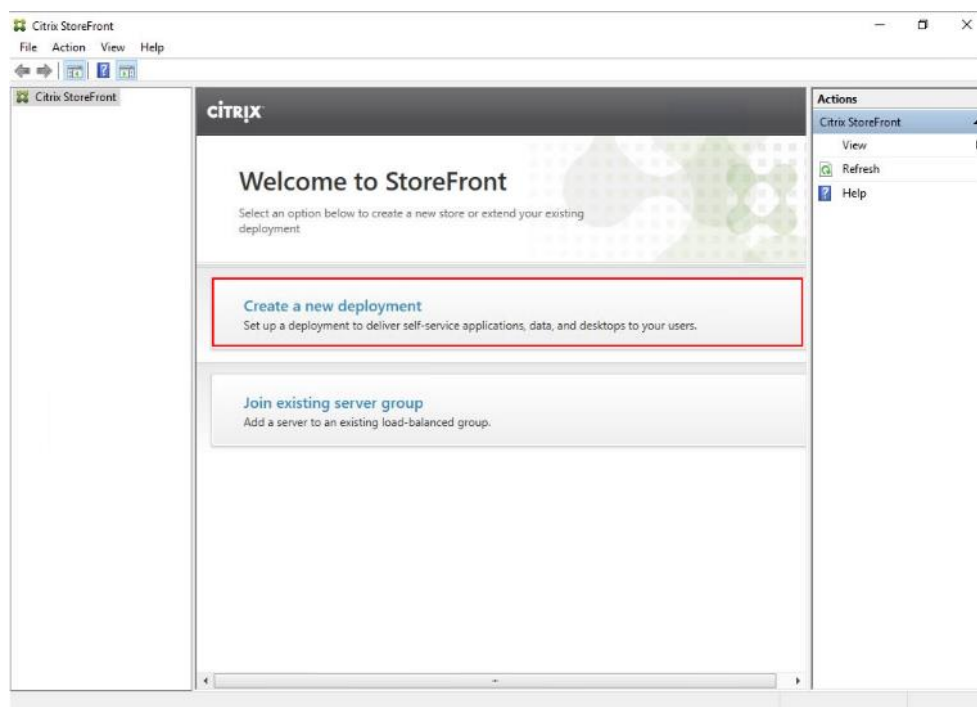 Citrix StoreFront
File Action View Help
Citrix StoreFront
CİTRIX
Welcome to StoreFront
Select an option below to create a new store or extend your existing
deployment
Create a new deployment
Set up a deployment to deliver self-service applications, data, and desktops to your users.
Join existing server group
Add a server to an existing load-balanced group.
Actions
Citrix StoreFront
View
Refresh
Help